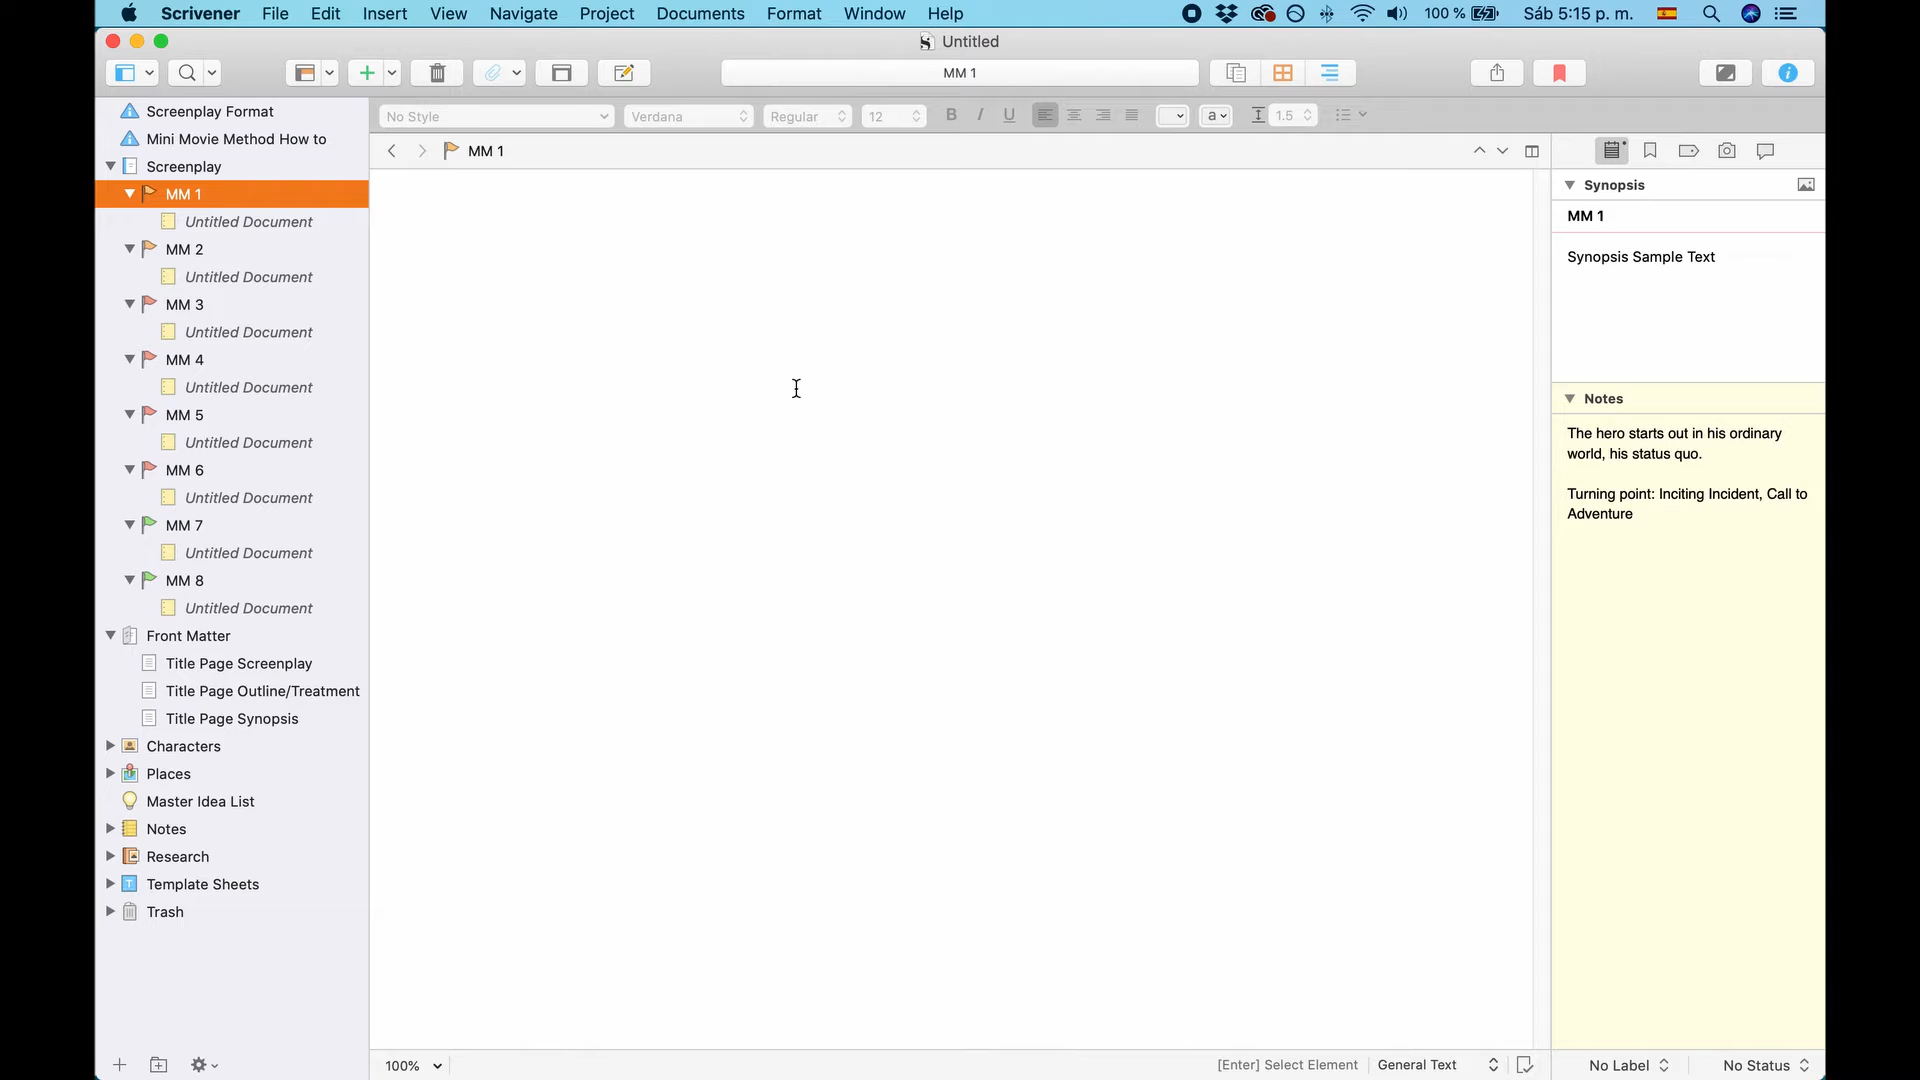 Scrivener File Edit Insert View Navigate Project Documents Format Window Help 100 % Sáb 5:15 p. m.
Untitled
MM 1
No Style Verdana Regular 12 B I U a 1.5
MM 1
Screenplay Format
Mini Movie Method How to
Screenplay
MM 1
Untitled Document
MM 2
Untitled Document
MM 3
Untitled Document
MM 4
Untitled Document
MM 5
Untitled Document
MM 6
Untitled Document
MM 7
Untitled Document
MM 8
Untitled Document
Front Matter
Title Page Screenplay
Title Page Outline/Treatment
Title Page Synopsis
Characters
Places
Master Idea List
Notes
Research
Template Sheets
Trash
Synopsis
MM 1
Synopsis Sample Text
Notes
The hero starts out in his ordinary
world, his status quo.
Turning point: Inciting Incident, Call to
Adventure
100% [Enter] Select Element General Text No Label No Status